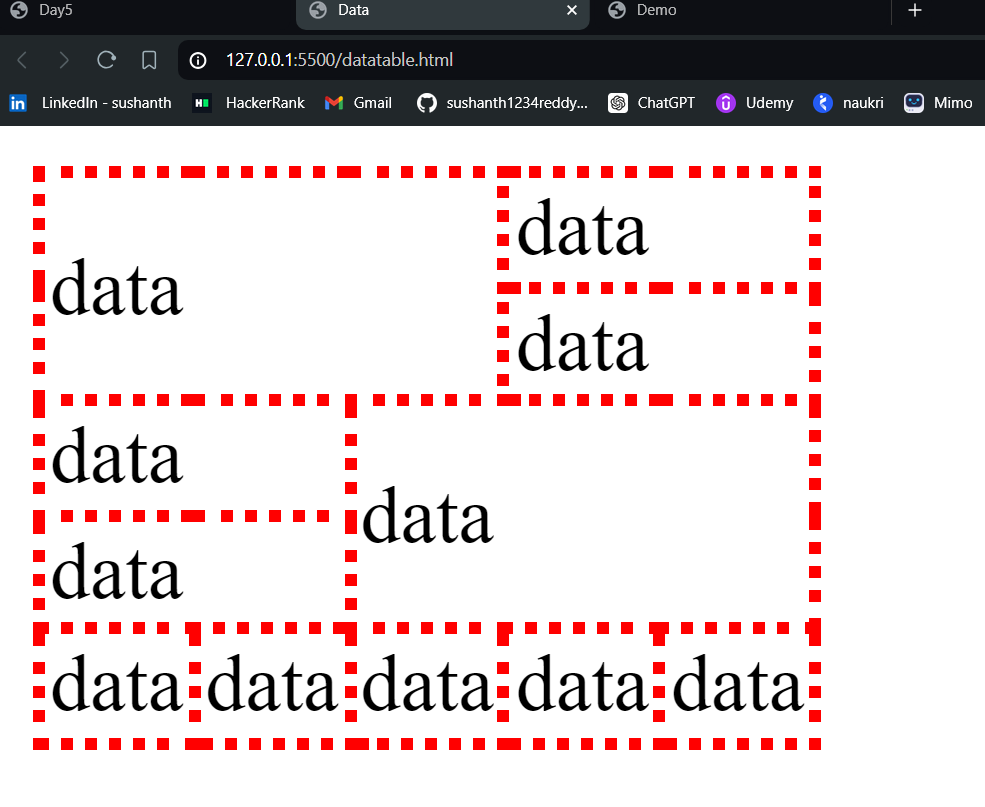 Day5 Data Demo
127.0.0.1:5500/datatable.html
LinkedIn - sushanth HackerRank Gmail sushanth1234reddy... ChatGPT Udemy naukri Mimo
data
data
data
data
data
data
data data data data data